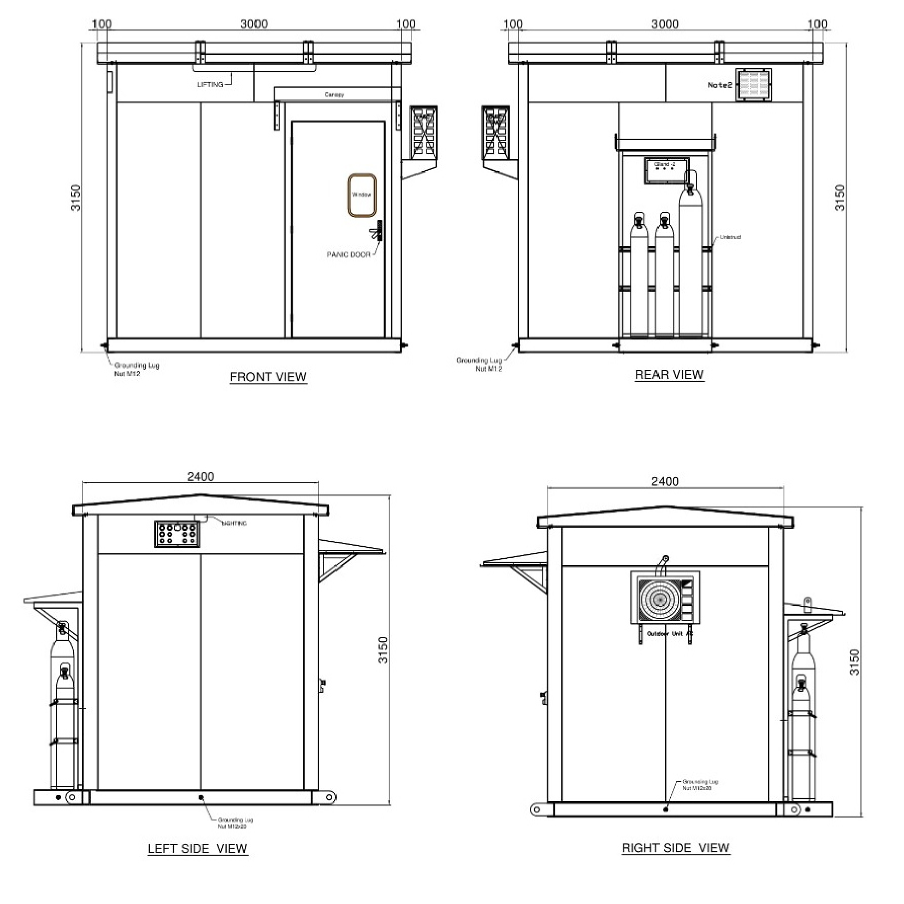 100 3000 100
LIFTING
Canopy
3150
Window
PANIC DOOR
Grounding Lug
Nut M12
FRONT VIEW
100 3000 100
Note2
Gland -2
3150
Unistrud
Grounding Lug
Nut M12
REAR VIEW
2400
LIGHTING
3150
Grounding Lug
Nut M12x20
LEFT SIDE VIEW
2400
Outdoor Unit AC
3150
Grounding Lug
Nut M12x20
RIGHT SIDE VIEW